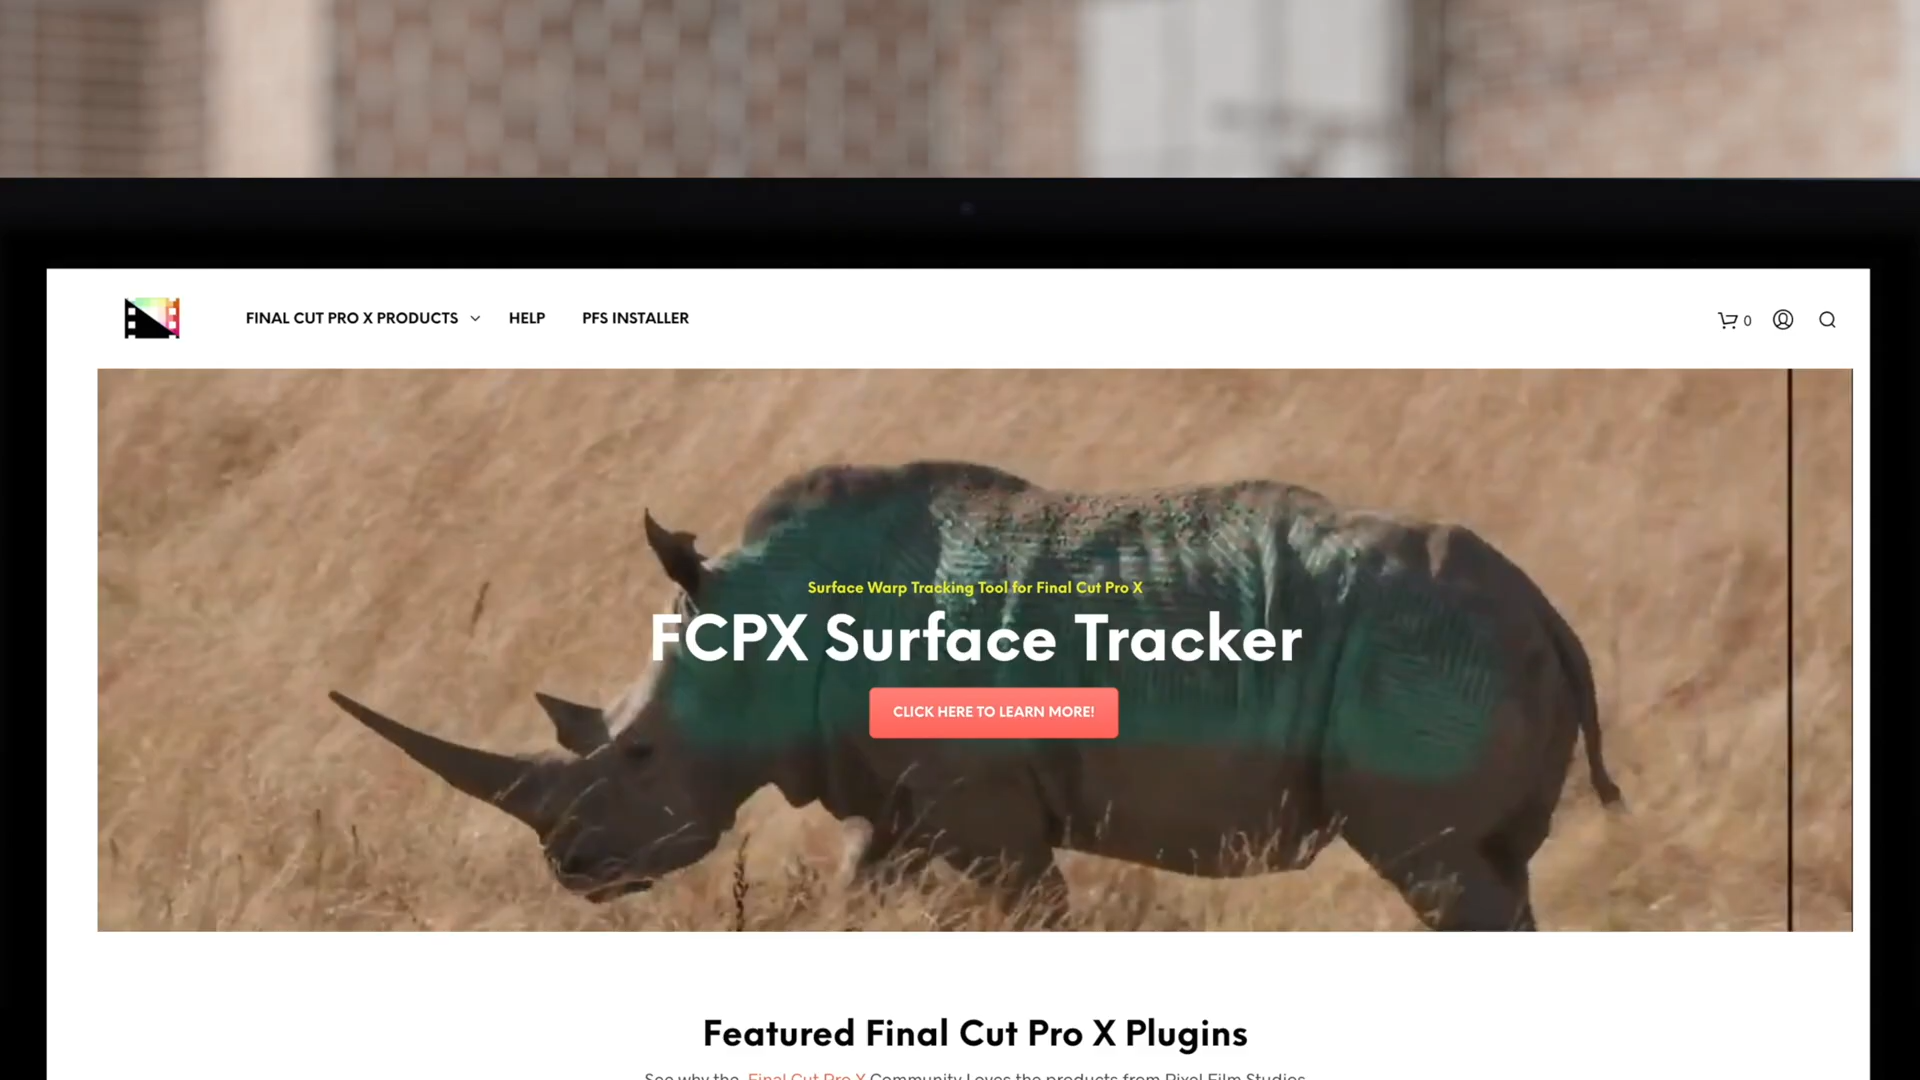 FINAL CUT PRO X PRODUCTS HELP PFS INSTALLER 0
Surface Warp Tracking Tool for Final Cut Pro X
FCPX Surface Tracker
CLICK HERE TO LEARN MORE!
Featured Final Cut Pro X Plugins
See why the Final Cut Pro X Community Loves the products from Pixel Film Studios